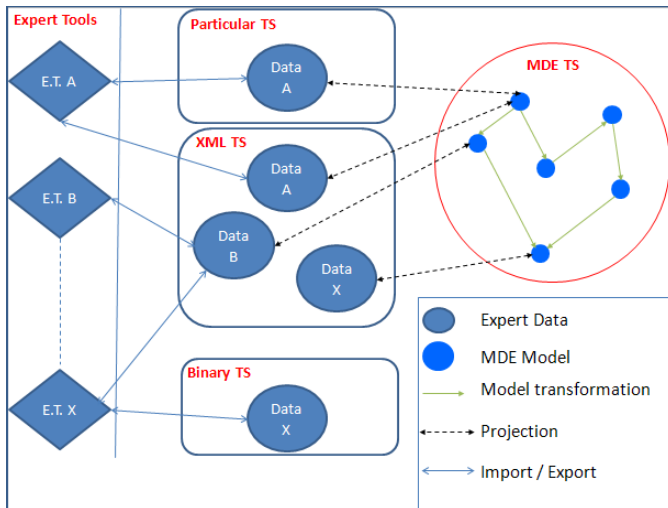 Expert Tools
Particular TS
MDE TS
E.T. A
Data
A
XML TS
Data
A
E.T. B
Data
B
Data
X
Expert Data
MDE Model
Model transformation
Projection
Import / Export
Binary TS
E.T. X
Data
X